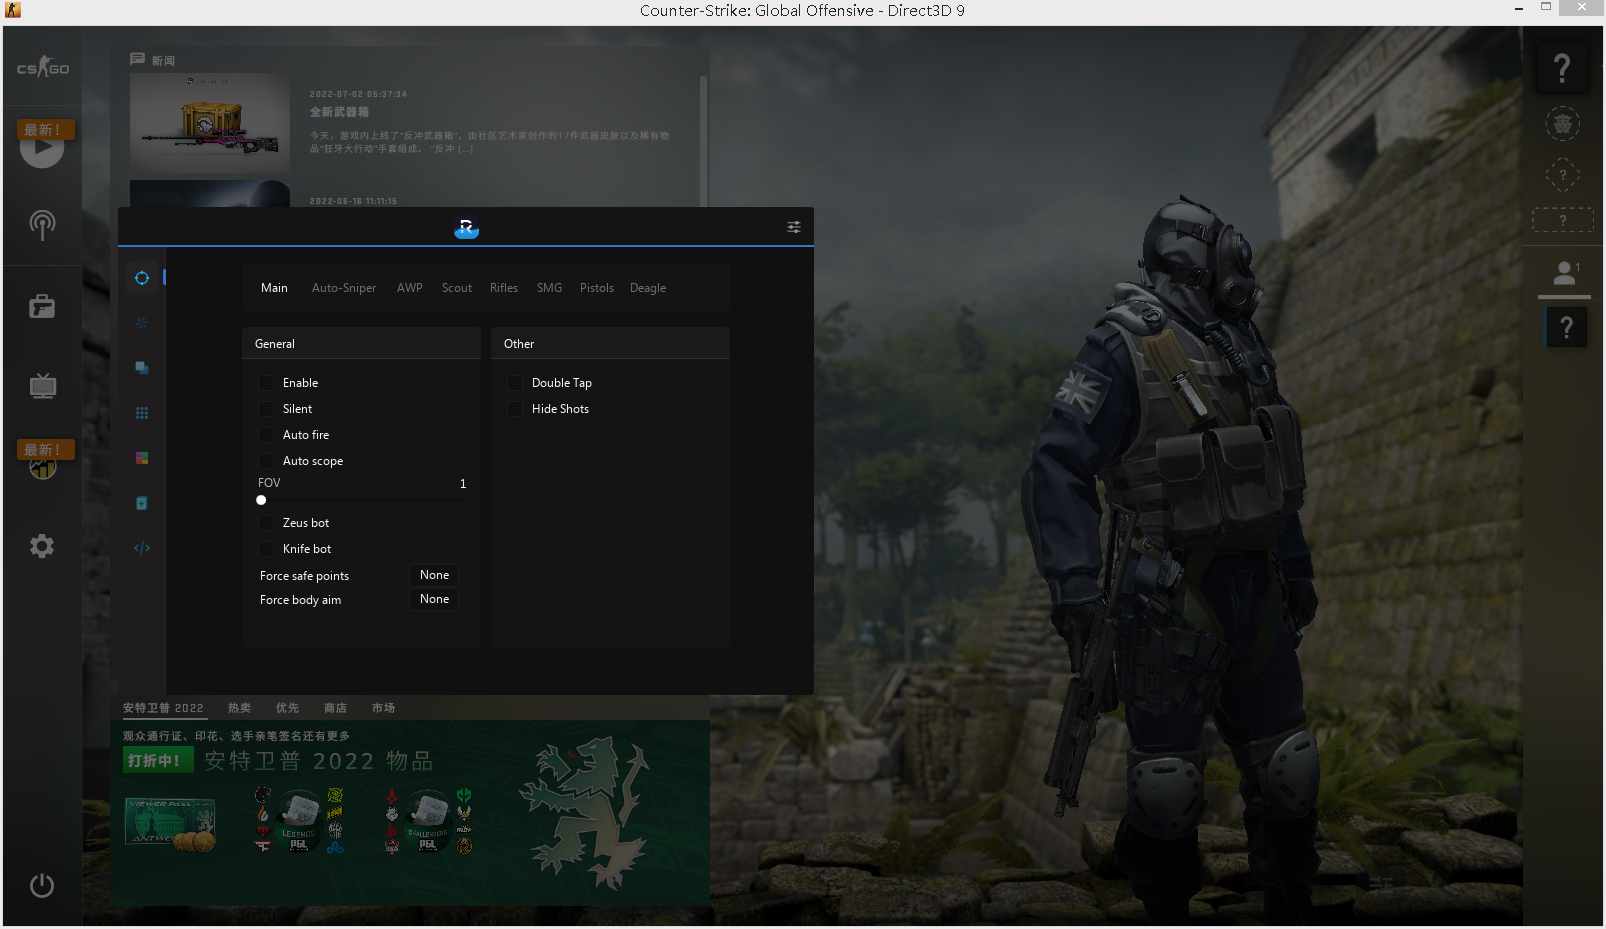 Counter-Strike: Global Offensive - Direct3D 9
CS GO
新闻
最新!
2022-07-02 05:37:34
全新武器箱
今天，游戏内上线了“反冲武器箱”，由社区艺术家创作的17件武器皮肤以及稀有物
品“狂牙大行动”手套组成。 “反冲 [...]
2022-06-16 11:11:15
R
Main Auto-Sniper AWP Scout Rifles SMG Pistols Deagle
General
Enable
Silent
Auto fire
Auto scope
FOV 1
Zeus bot
Knife bot
Force safe points None
Force body aim None
Other
Double Tap
Hide Shots
最新!
?
?
?
1
?
安特卫普 2022 热卖 优先 商店 市场
观众通行证、印花、选手亲笔签名还有更多
打折中! 安特卫普 2022 物品
VIEWER PASS
ANTW
LEGENDS
PGL
CHALLENGERS
PGL